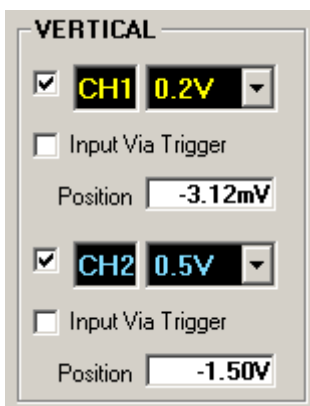 VERTICAL
CH1 0.2V
Input Via Trigger
Position -3.12mV
CH2 0.5V
Input Via Trigger
Position -1.50V